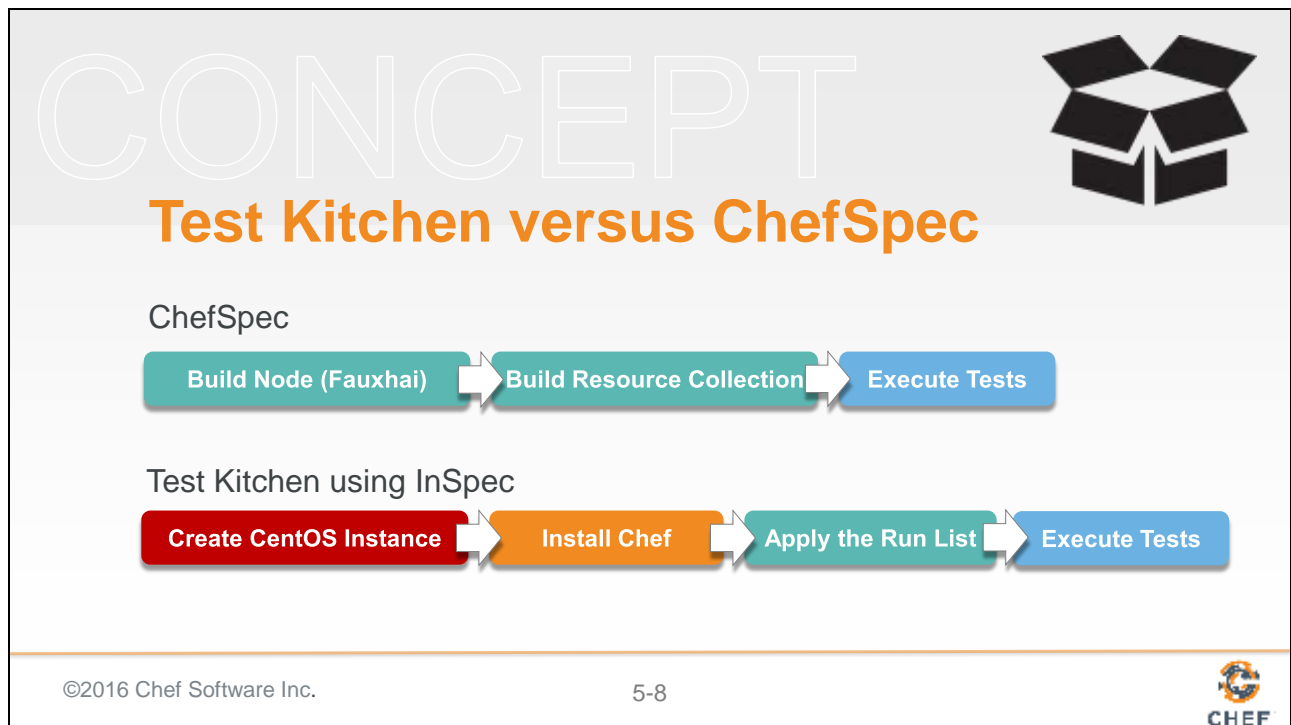 CONCEPT
Test Kitchen versus ChefSpec
ChefSpec
Build Node (Fauxhai) Build Resource Collection Execute Tests
Test Kitchen using InSpec
Create CentOS Instance Install Chef Apply the Run List Execute Tests
©2016 Chef Software Inc. 5-8
CHEF